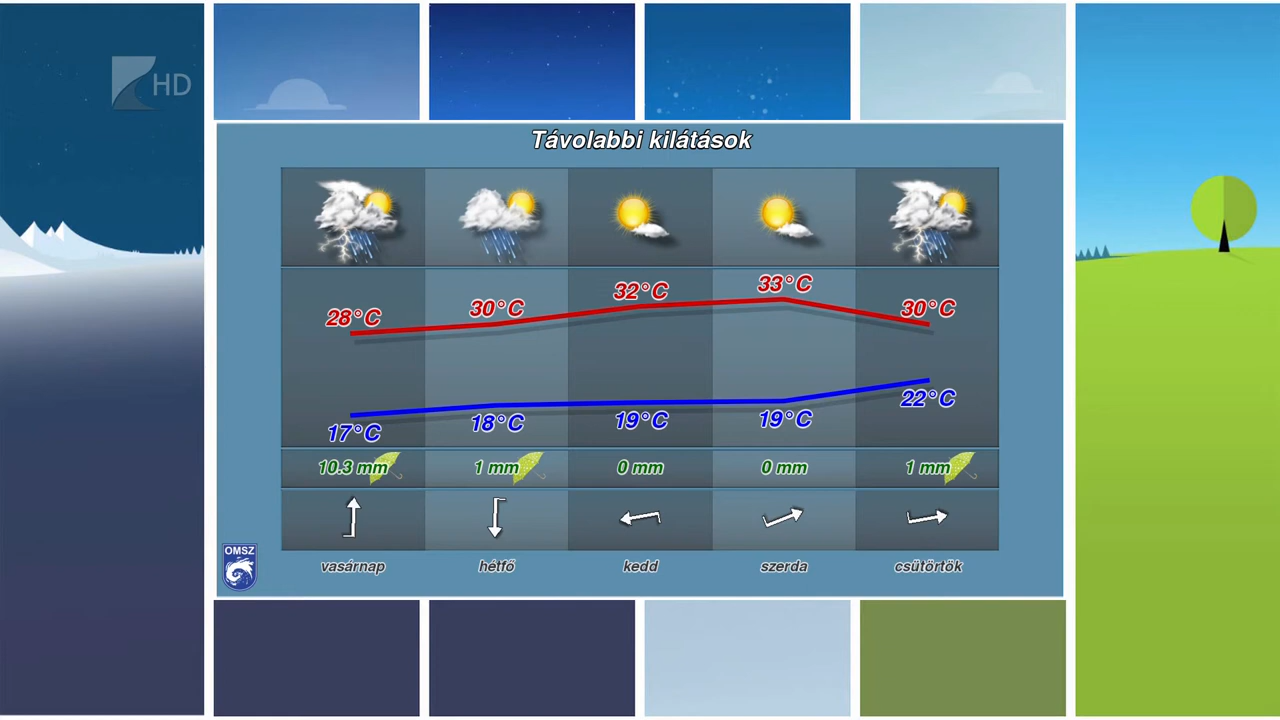 HD
Távolabbi kilátások
28°C 30°C 32°C 33°C 30°C
17°C 18°C 19°C 19°C 22°C
10.3 mm 1 mm 0 mm 0 mm 1 mm
OMSZ
vasárnap hétfő kedd szerda csütörtök